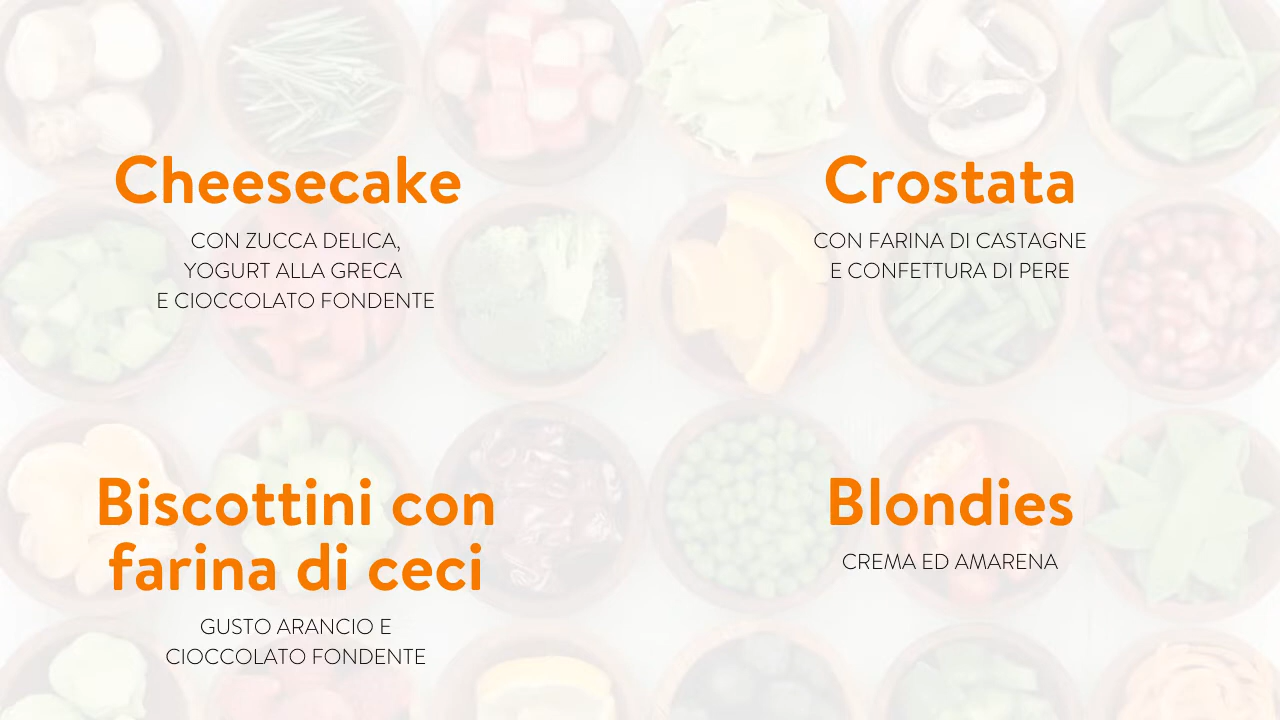 Cheesecake
CON ZUCCA DELICA,
YOGURT ALLA GRECA
E CIOCCOLATO FONDENTE
Crostata
CON FARINA DI CASTAGNE
E CONFETTURA DI PERE
Biscottini con
farina di ceci
GUSTO ARANCIO E
CIOCCOLATO FONDENTE
Blondies
CREMA ED AMARENA